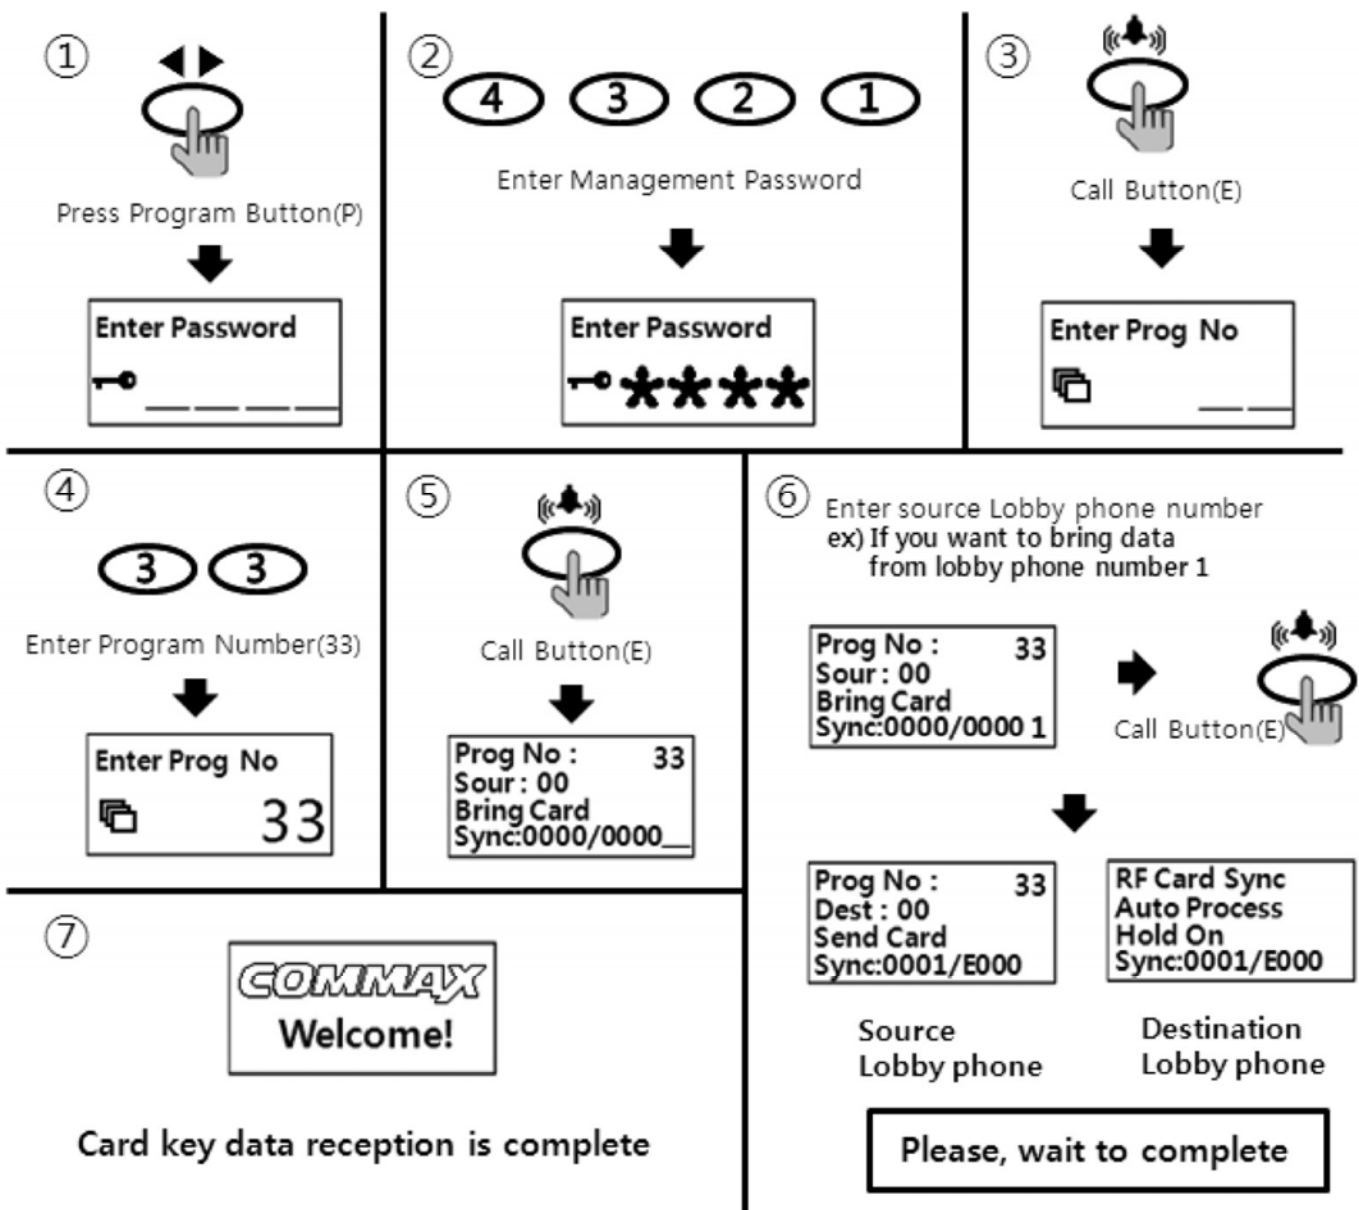 ①
Press Program Button(P)
Enter Password
②
4 3 2 1
Enter Management Password
Enter Password
③
Call Button(E)
Enter Prog No
④
3 3
Enter Program Number(33)
Enter Prog No
33
⑤
Call Button(E)
Prog No : 33
Sour : 00
Bring Card
Sync:0000/0000__
⑥
Enter source Lobby phone number
ex) If you want to bring data
from lobby phone number 1
Prog No : 33
Sour : 00
Bring Card
Sync:0000/0000 1
Call Button(E)
Prog No : 33
Dest : 00
Send Card
Sync:0001/E000
Source
Lobby phone
RF Card Sync
Auto Process
Hold On
Sync:0001/E000
Destination
Lobby phone
Please, wait to complete
⑦
COMMAX
Welcome!
Card key data reception is complete